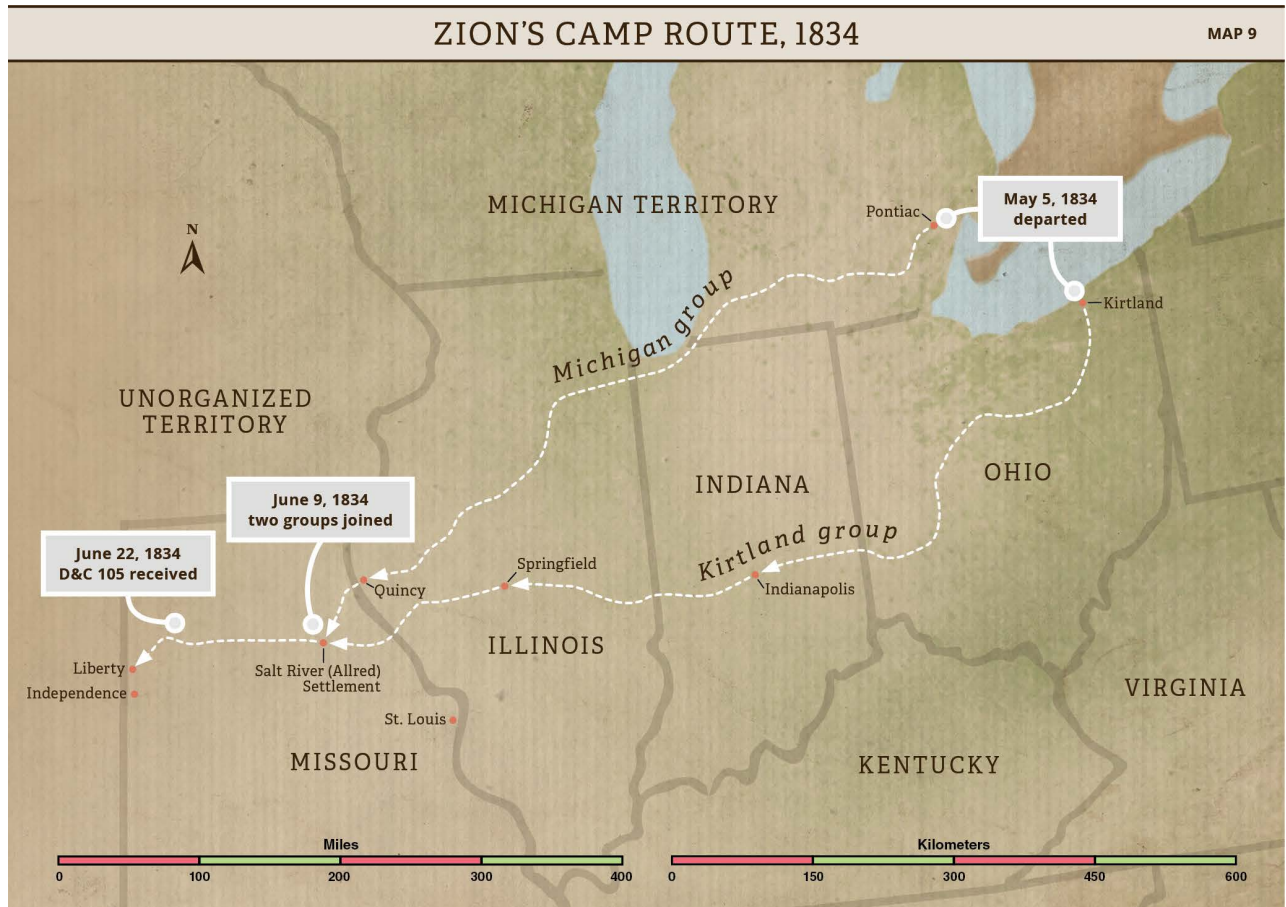 ZION’S CAMP ROUTE, 1834
MAP 9
MICHIGAN TERRITORY
Pontiac
May 5, 1834
departed
N
Kirtland
Michigan group
UNORGANIZED
TERRITORY
INDIANA
OHIO
June 9, 1834
two groups joined
Kirtland group
June 22, 1834
D&C 105 received
Springfield
Quincy
Indianapolis
ILLINOIS
Liberty
Salt River (Allred)
Settlement
Independence
VIRGINIA
St. Louis
MISSOURI
KENTUCKY
Miles
0 100 200 300 400
Kilometers
0 150 300 450 600